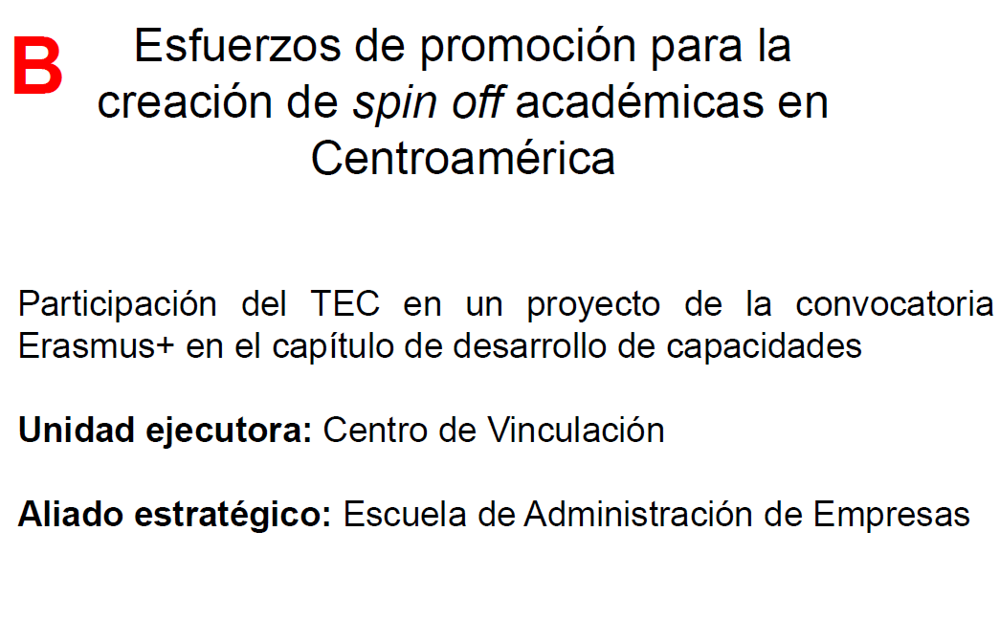 B
Esfuerzos de promoción para la
creación de spin off académicas en
Centroamérica
Participación del TEC en un proyecto de la convocatoria
Erasmus+ en el capítulo de desarrollo de capacidades
Unidad ejecutora: Centro de Vinculación
Aliado estratégico: Escuela de Administración de Empresas